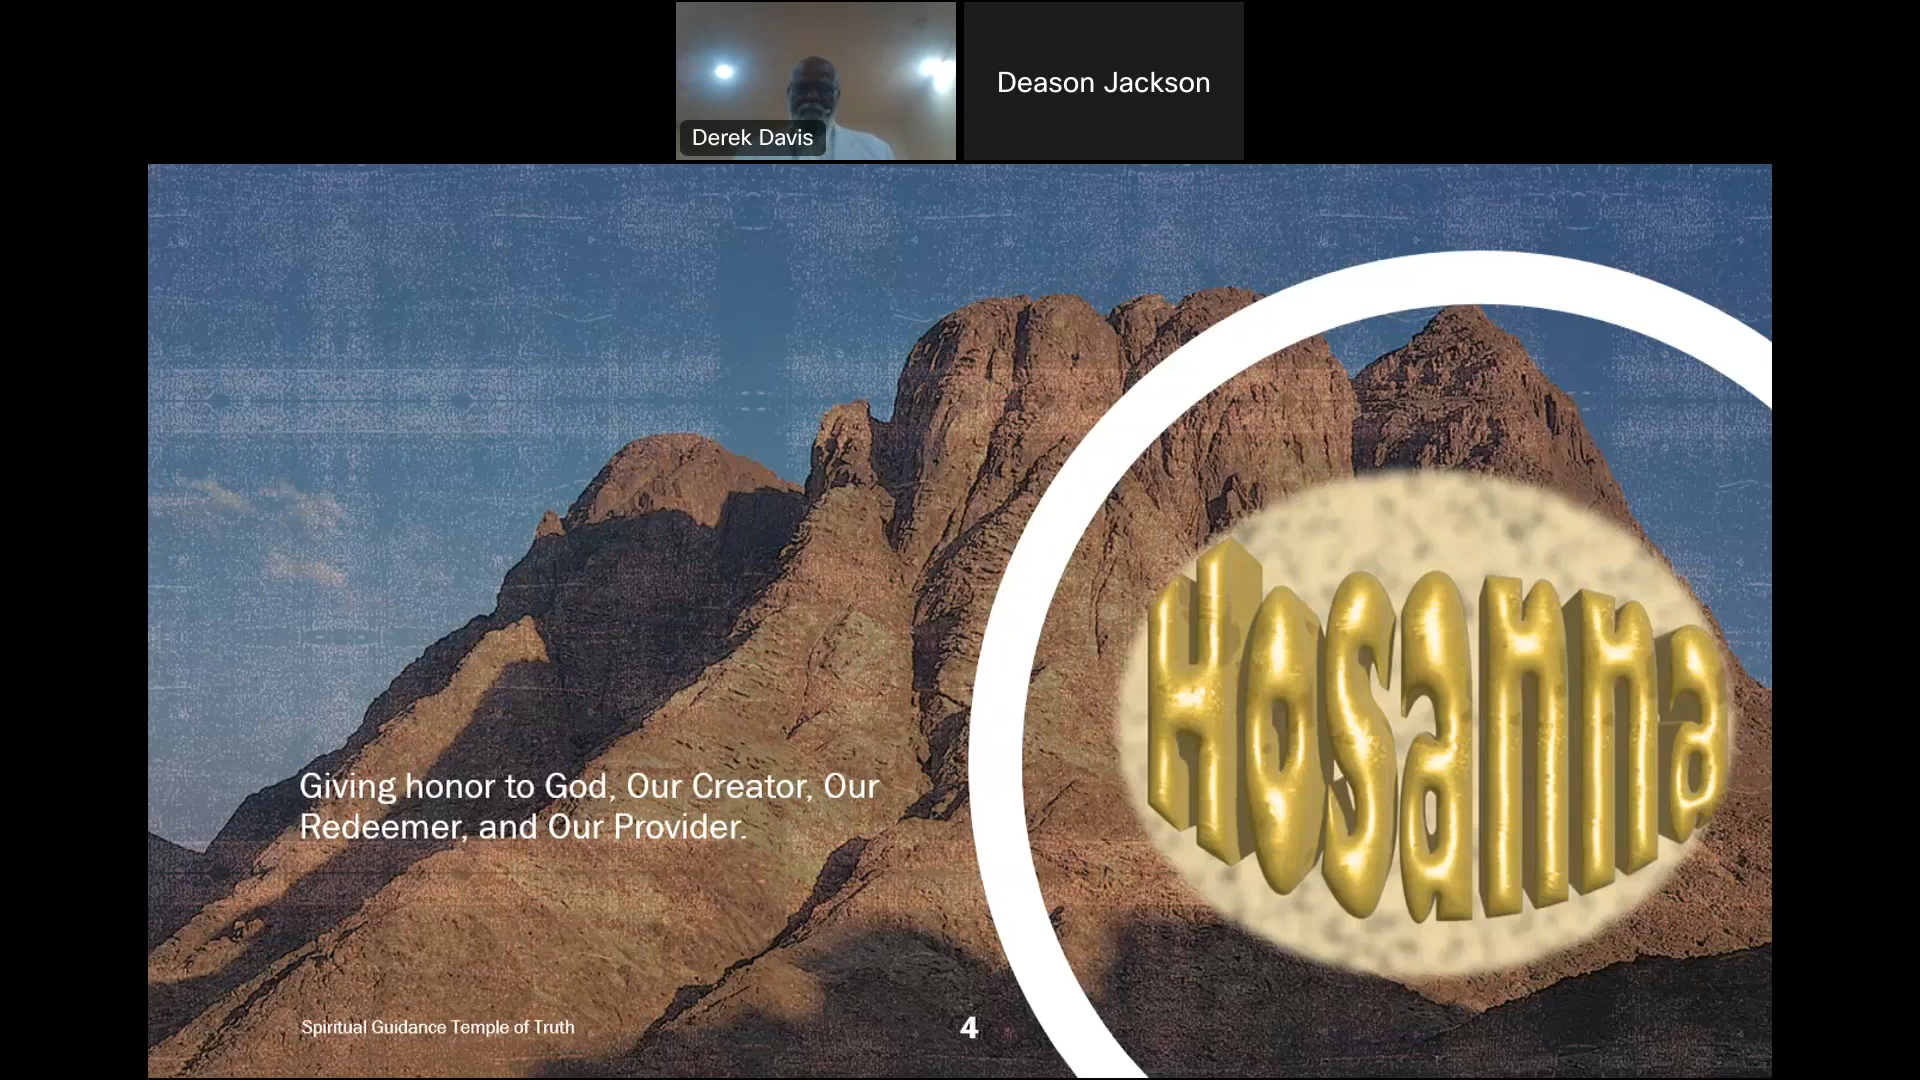 Derek Davis
Deason Jackson
Hosanna
Giving honor to God, Our Creator, Our
Redeemer, and Our Provider.
Spiritual Guidance Temple of Truth
4